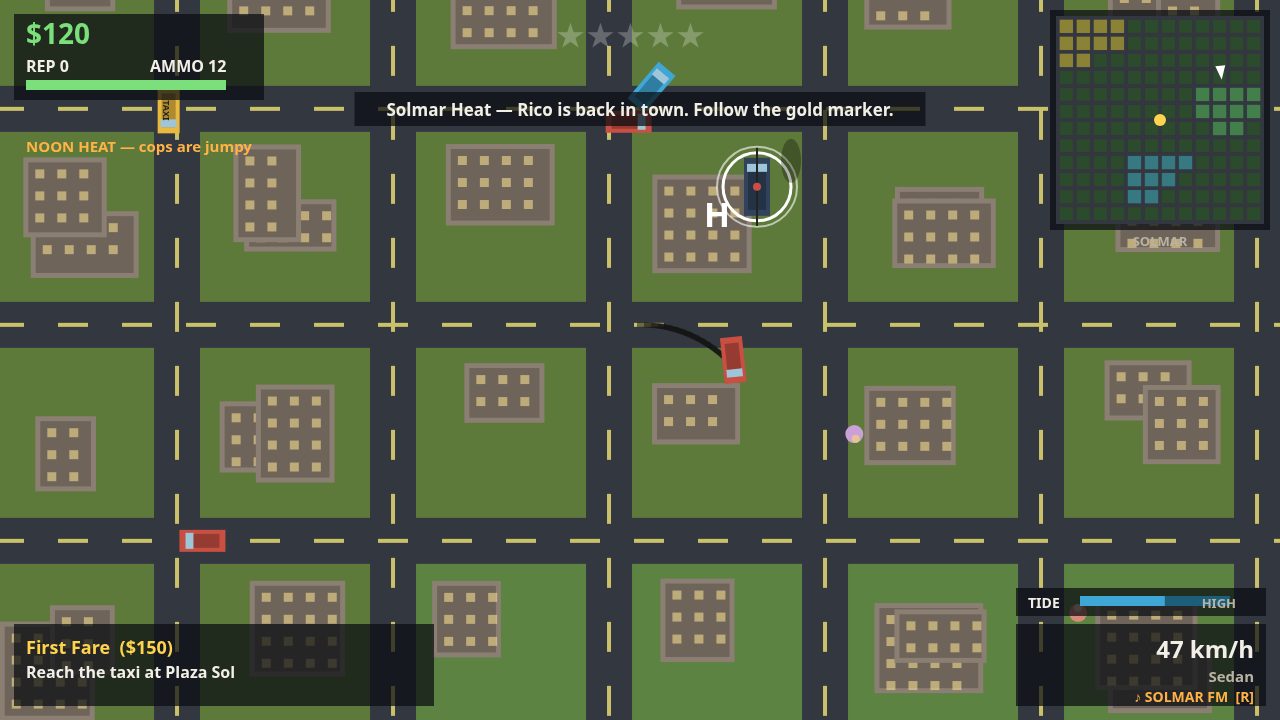 $120
REP 0 AMMO 12
TAXI
Solmar Heat — Rico is back in town. Follow the gold marker.
NOON HEAT — cops are jumpy
H
SOLMAR
TIDE HIGH
First Fare ($150)
Reach the taxi at Plaza Sol
47 km/h
Sedan
♪ SOLMAR FM [R]